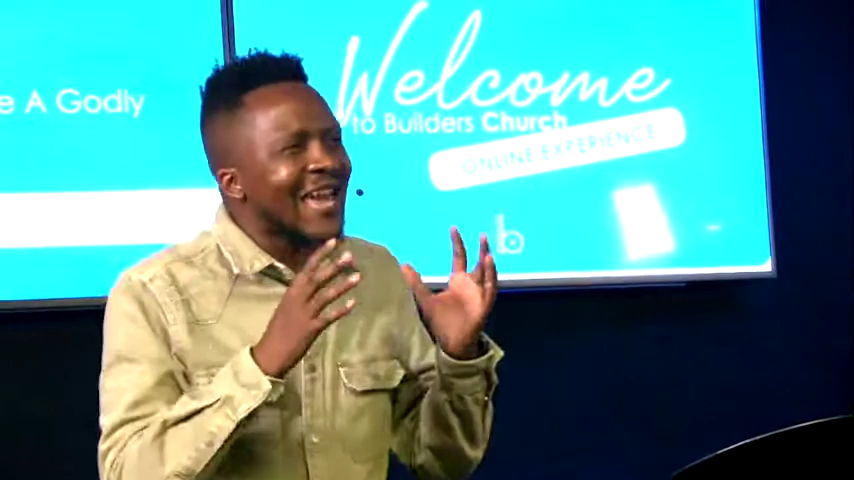 e A Godly
Welcome
to Builders Church
ONLINE EXPERIENCE
b